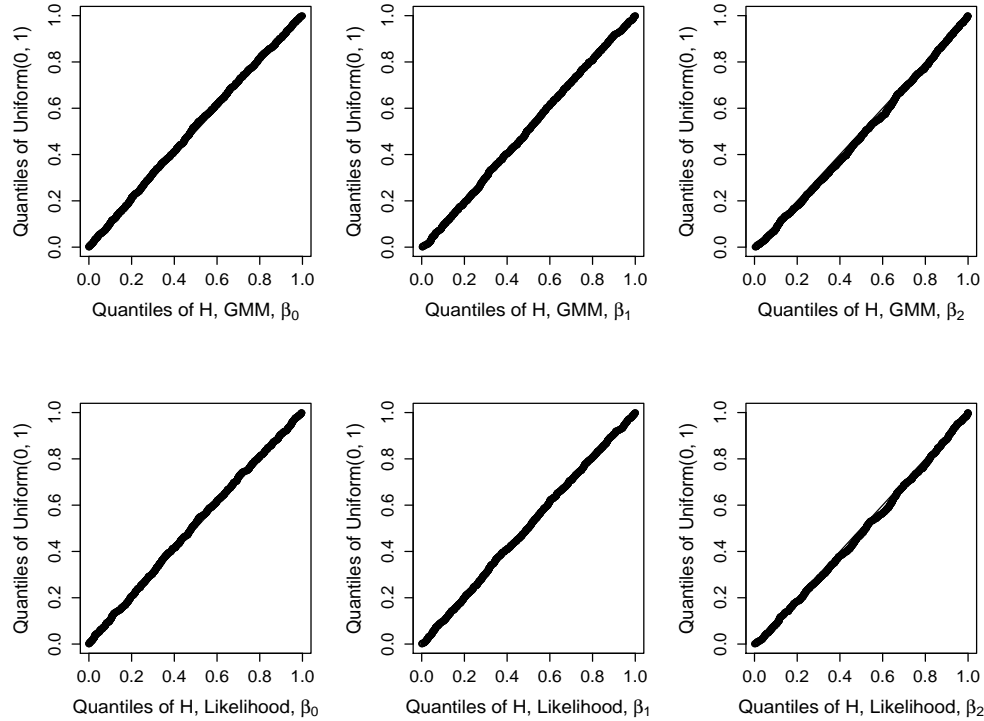 Quantiles of Uniform(0, 1)
0.0 0.2 0.4 0.6 0.8 1.0
0.0 0.2 0.4 0.6 0.8 1.0
Quantiles of H, GMM, β₀
Quantiles of Uniform(0, 1)
0.0 0.2 0.4 0.6 0.8 1.0
0.0 0.2 0.4 0.6 0.8 1.0
Quantiles of H, GMM, β₁
Quantiles of Uniform(0, 1)
0.0 0.2 0.4 0.6 0.8 1.0
0.0 0.2 0.4 0.6 0.8 1.0
Quantiles of H, GMM, β₂
Quantiles of Uniform(0, 1)
0.0 0.2 0.4 0.6 0.8 1.0
0.0 0.2 0.4 0.6 0.8 1.0
Quantiles of H, Likelihood, β₀
Quantiles of Uniform(0, 1)
0.0 0.2 0.4 0.6 0.8 1.0
0.0 0.2 0.4 0.6 0.8 1.0
Quantiles of H, Likelihood, β₁
Quantiles of Uniform(0, 1)
0.0 0.2 0.4 0.6 0.8 1.0
0.0 0.2 0.4 0.6 0.8 1.0
Quantiles of H, Likelihood, β₂